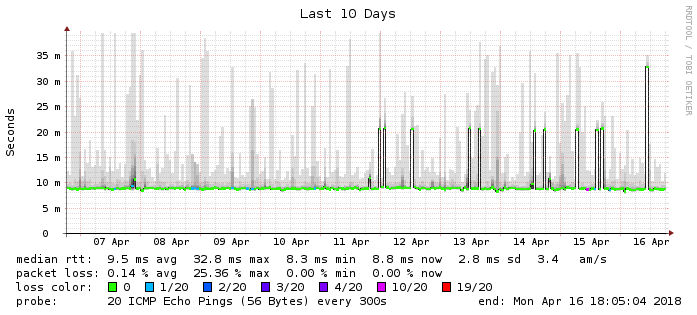 Last 10 Days
RRDTOOL / TOBI OETIKER
Seconds
35 m
30 m
25 m
20 m
15 m
10 m
5 m
0
07 Apr 08 Apr 09 Apr 10 Apr 11 Apr 12 Apr 13 Apr 14 Apr 15 Apr 16 Apr
median rtt: 9.5 ms avg 32.8 ms max 8.3 ms min 8.8 ms now 2.8 ms sd 3.4 am/s
packet loss: 0.14 % avg 25.36 % max 0.00 % min 0.00 % now
loss color: 0 1/20 2/20 3/20 4/20 10/20 19/20
probe: 20 ICMP Echo Pings (56 Bytes) every 300s end: Mon Apr 16 18:05:04 2018